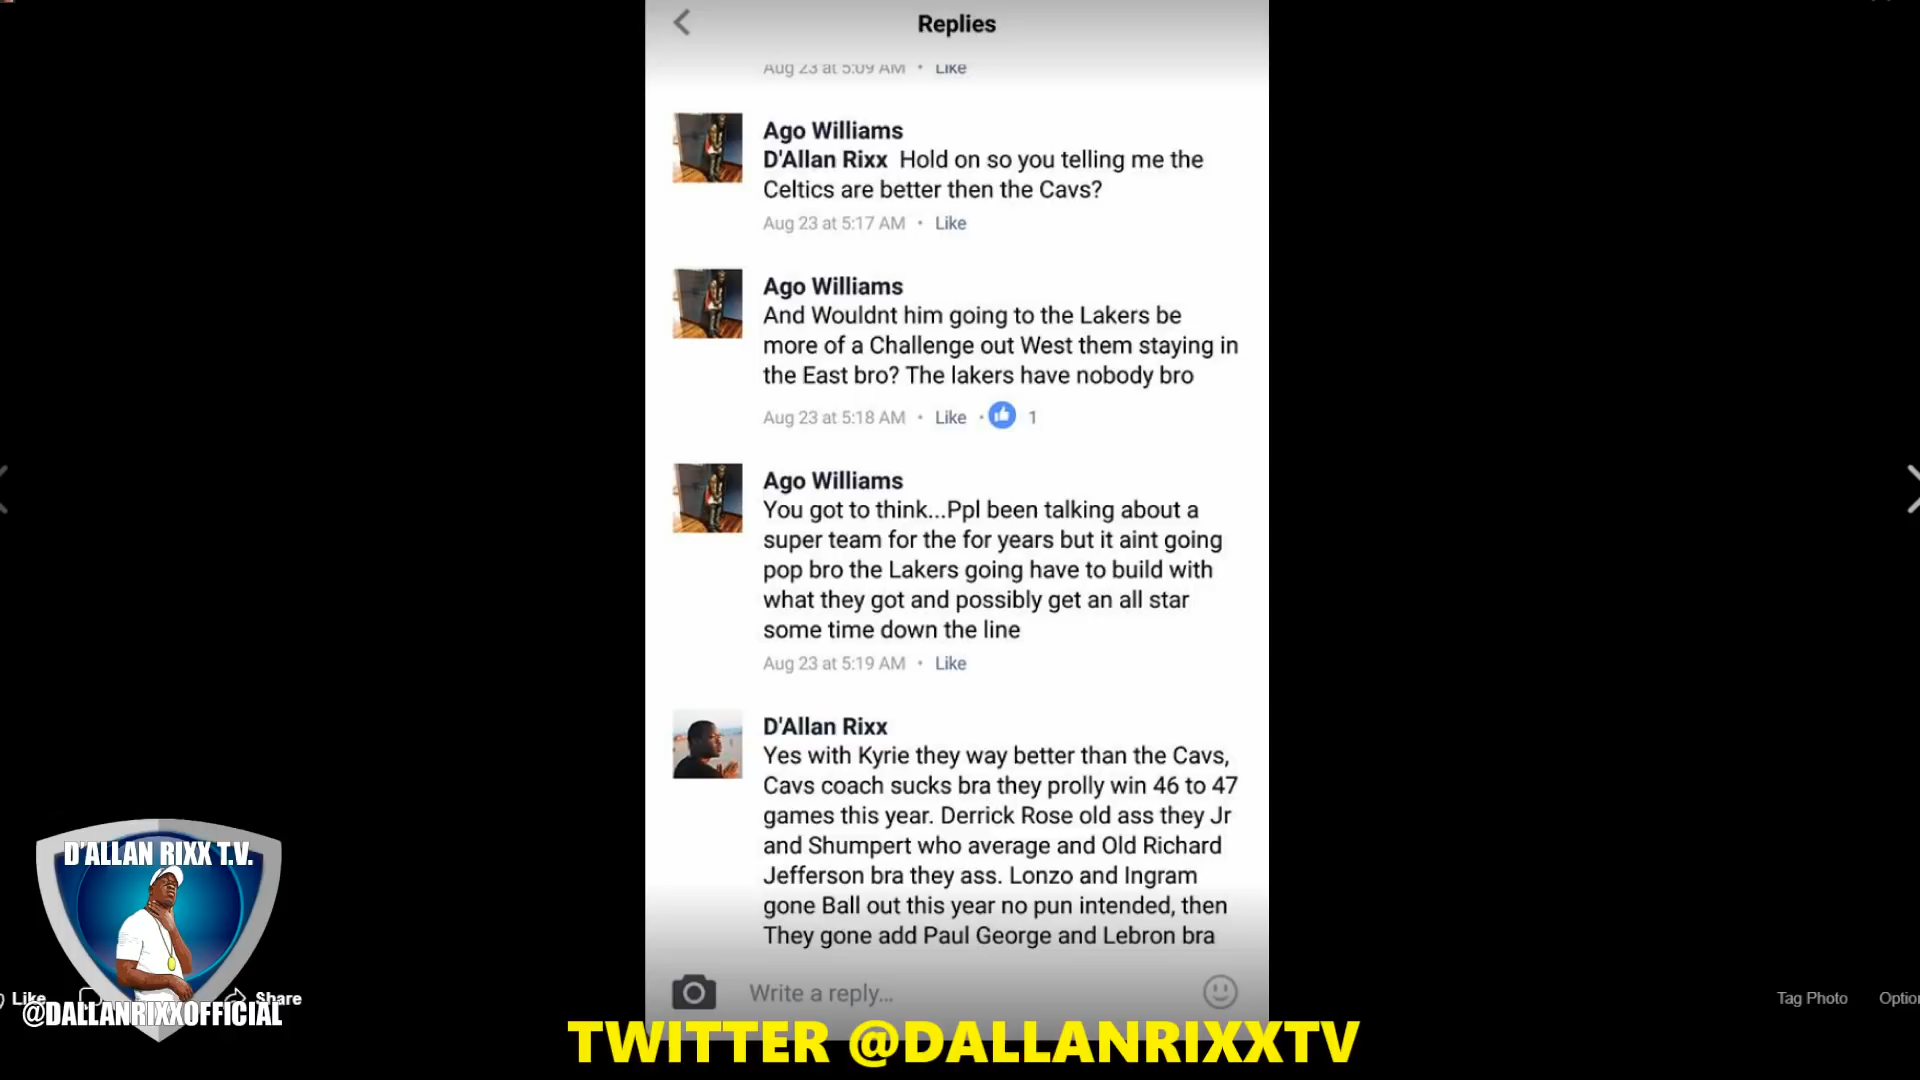 Replies
Aug 23 at 5:09 AM • Like
Ago Williams
D'Allan Rixx Hold on so you telling me the
Celtics are better then the Cavs?
Aug 23 at 5:17 AM • Like
Ago Williams
And Wouldnt him going to the Lakers be
more of a Challenge out West them staying in
the East bro? The lakers have nobody bro
Aug 23 at 5:18 AM • Like • 1
Ago Williams
You got to think...Ppl been talking about a
super team for the for years but it aint going
pop bro the Lakers going have to build with
what they got and possibly get an all star
some time down the line
Aug 23 at 5:19 AM • Like
D'Allan Rixx
Yes with Kyrie they way better than the Cavs,
Cavs coach sucks bra they prolly win 46 to 47
games this year. Derrick Rose old ass they Jr
and Shumpert who average and Old Richard
Jefferson bra they ass. Lonzo and Ingram
gone Ball out this year no pun intended, then
They gone add Paul George and Lebron bra
Write a reply...
D'ALLAN RIXX T.V.
Like Share
@DALLANRIXXOFFICIAL
Tag Photo Option
TWITTER @DALLANRIXXTV